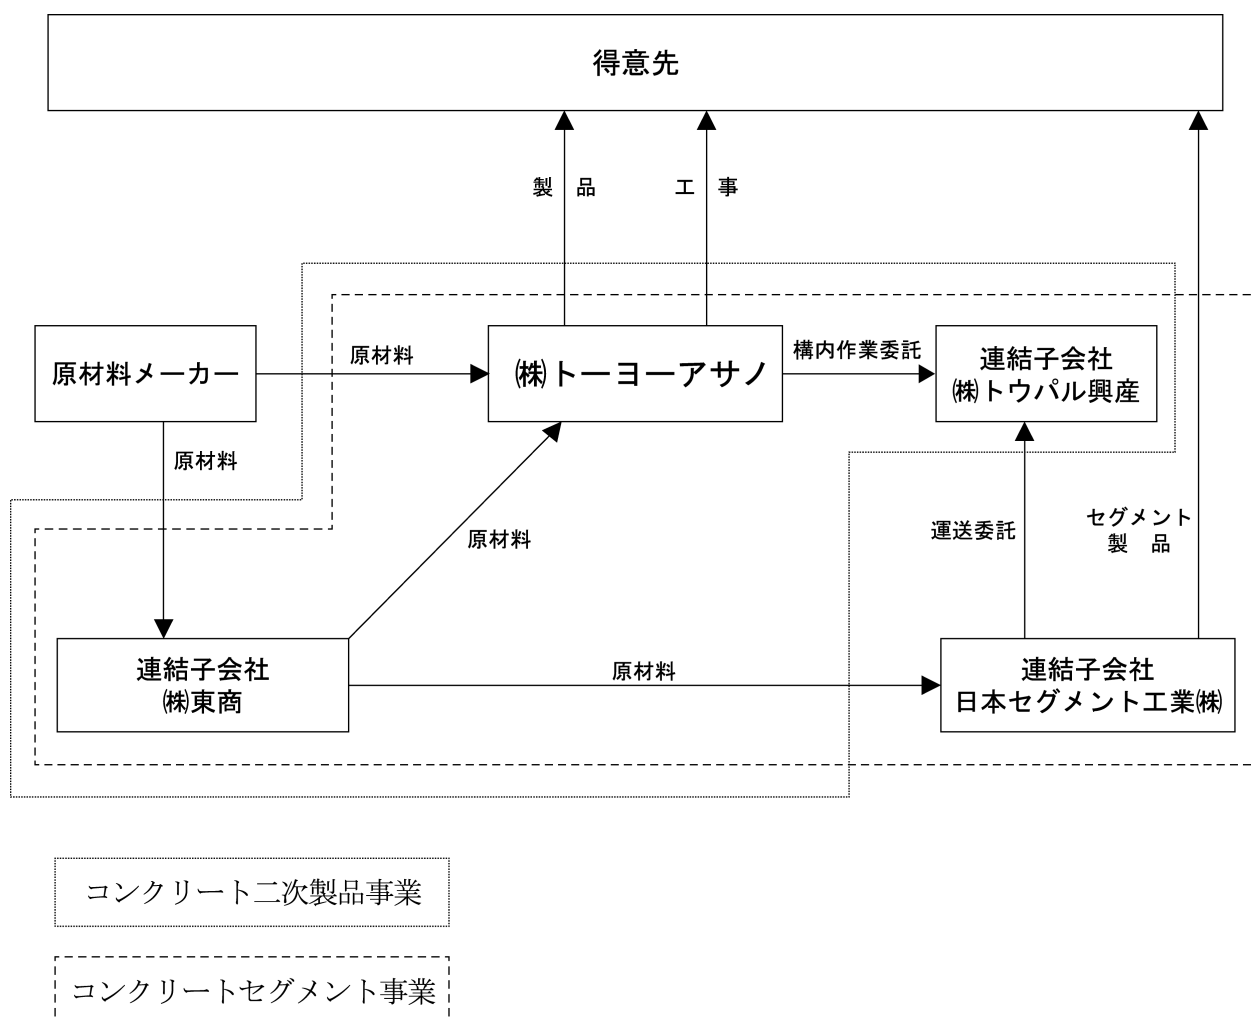 得意先
製 品
工 事
原材料メーカー
原材料
㈱トーヨーアサノ
構内作業委託
連結子会社
㈱トウパル興産
原材料
原材料
運送委託
セグメント
製 品
連結子会社
㈱東商
原材料
連結子会社
日本セグメント工業㈱
コンクリート二次製品事業
コンクリートセグメント事業